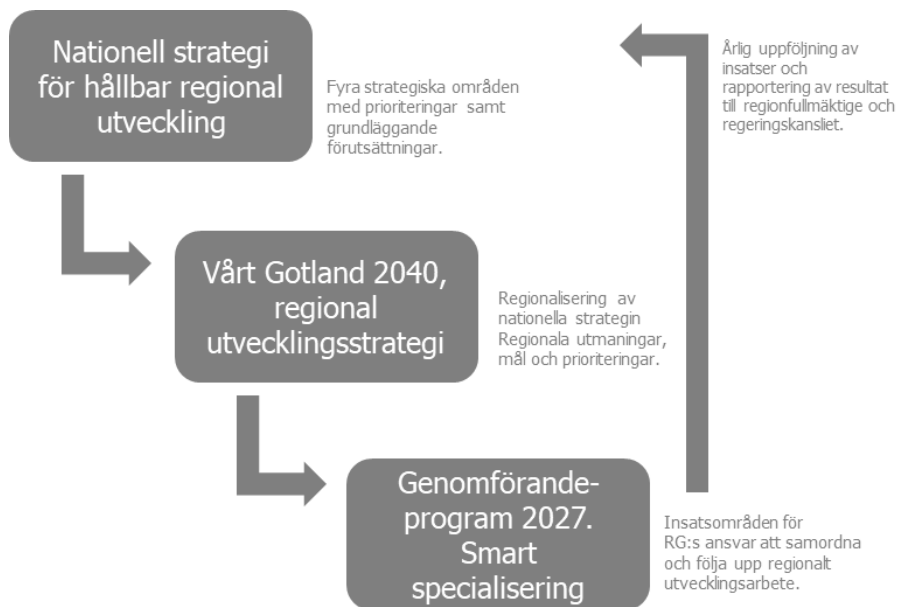 Nationell strategi
för hållbar regional
utveckling
Fyra strategiska områden
med prioriteringar samt
grundläggande
förutsättningar.
Årlig uppföljning av
insatser och
rapportering av resultat
till regionfullmäktige och
regeringskansliet.
Vårt Gotland 2040,
regional
utvecklingsstrategi
Regionalisering av
nationella strategin
Regionala utmaningar,
mål och prioriteringar.
Genomförande-
program 2027.
Smart
specialisering
Insatsområden för
RG:s ansvar att samordna
och följa upp regionalt
utvecklingsarbete.